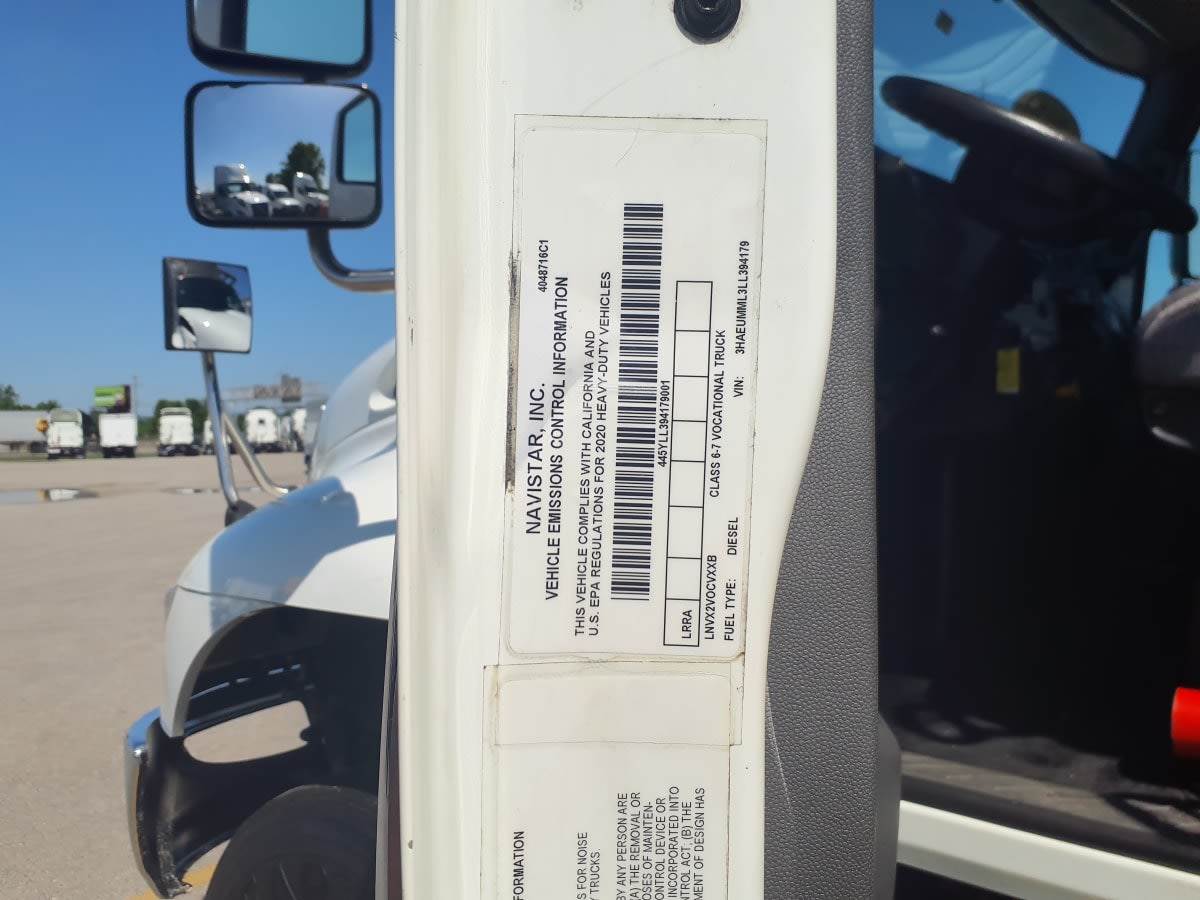 4048716C1
NAVISTAR, INC.
VEHICLE EMISSIONS CONTROL INFORMATION
THIS VEHICLE COMPLIES WITH CALIFORNIA AND
U.S. EPA REGULATIONS FOR 2020 HEAVY-DUTY VEHICLES
445YLL394179001
LRRA
LNVX2VOCVXXB CLASS 6-7 VOCATIONAL TRUCK
FUEL TYPE: DIESEL VIN: 3HAEUMML3LL394179
FORMATION
S FOR NOISE
Y TRUCKS.
BY ANY PERSON ARE
(A) THE REMOVAL OR
OSES OF MAINTEN-
CONTROL DEVICE OR
INCORPORATED INTO
NTROL ACT, (B) THE
MENT OF DESIGN HAS